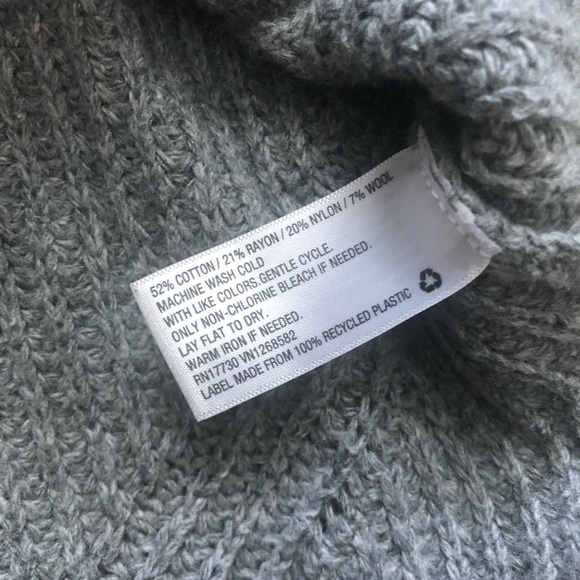 52% COTTON / 21% RAYON / 20% NYLON / 7% WOOL
MACHINE WASH COLD
WITH LIKE COLORS.GENTLE CYCLE.
ONLY NON-CHLORINE BLEACH IF NEEDED.
LAY FLAT TO DRY.
WARM IRON IF NEEDED.
RN17730 VN1268582
LABEL MADE FROM 100% RECYCLED PLASTIC